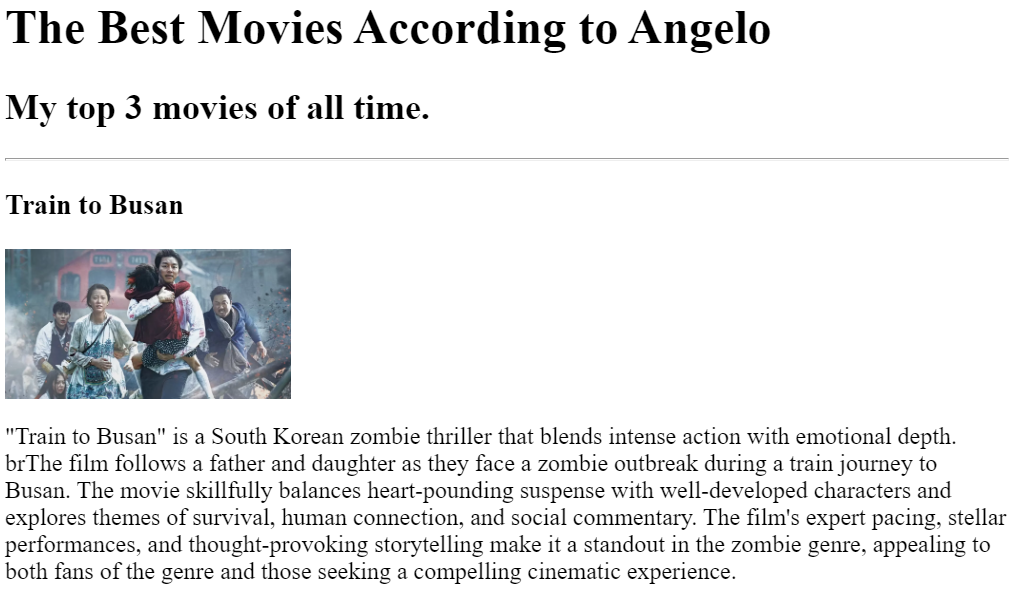 The Best Movies According to Angelo
My top 3 movies of all time.
Train to Busan
"Train to Busan" is a South Korean zombie thriller that blends intense action with emotional depth.
brThe film follows a father and daughter as they face a zombie outbreak during a train journey to
Busan. The movie skillfully balances heart-pounding suspense with well-developed characters and
explores themes of survival, human connection, and social commentary. The film's expert pacing, stellar
performances, and thought-provoking storytelling make it a standout in the zombie genre, appealing to
both fans of the genre and those seeking a compelling cinematic experience.